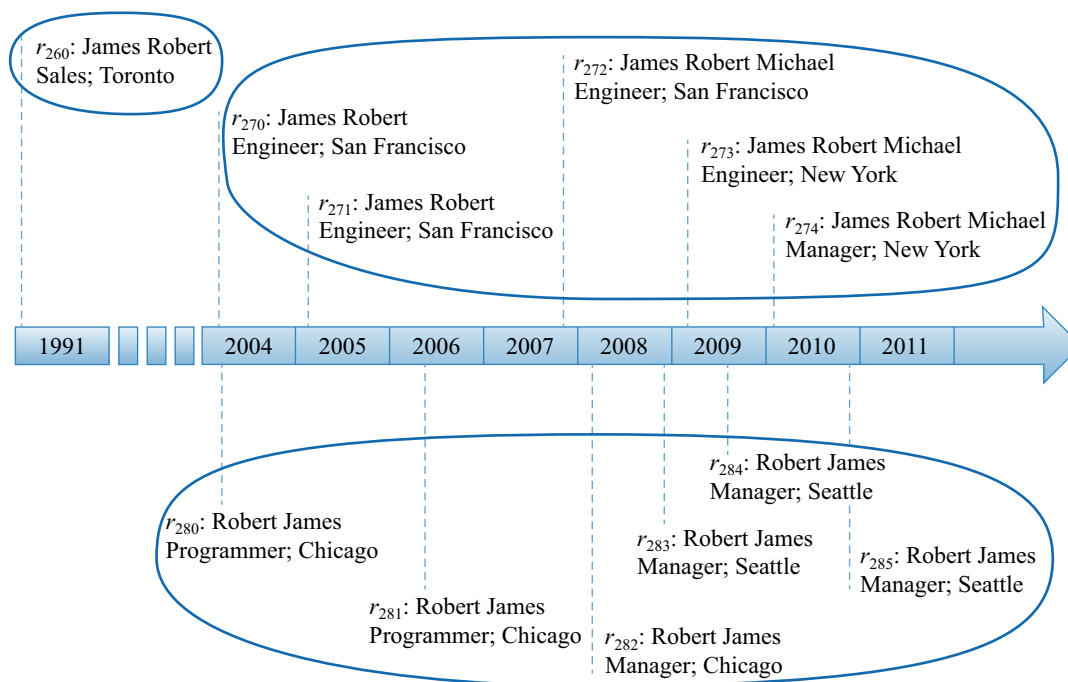 r260: James Robert
Sales; Toronto
r270: James Robert
Engineer; San Francisco
r271: James Robert
Engineer; San Francisco
r272: James Robert Michael
Engineer; San Francisco
r273: James Robert Michael
Engineer; New York
r274: James Robert Michael
Manager; New York
1991 2004 2005 2006 2007 2008 2009 2010 2011
r280: Robert James
Programmer; Chicago
r281: Robert James
Programmer; Chicago
r282: Robert James
Manager; Chicago
r283: Robert James
Manager; Seattle
r284: Robert James
Manager; Seattle
r285: Robert James
Manager; Seattle